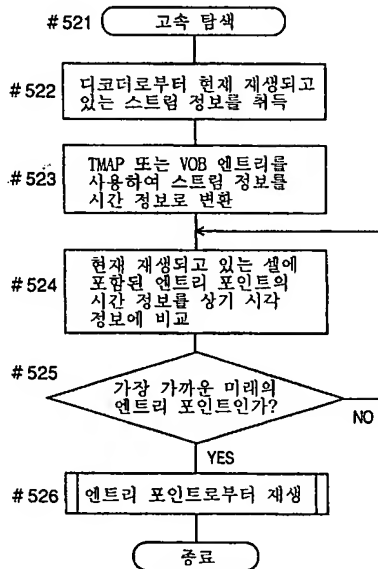 #521 고속 탐색
#522 디코더로부터 현재 재생되고
있는 스트림 정보를 취득
#523 TMAP 또는 VOB 엔트리를
사용하여 스트림 정보를
시간 정보로 변환
#524 현재 재생되고 있는 셀에
포함된 엔트리 포인트의
시간 정보를 상기 시각
정보에 비교
#525 가장 가까운 미래의
엔트리 포인트인가?
NO
YES
#526 엔트리 포인트로부터 재생
종료